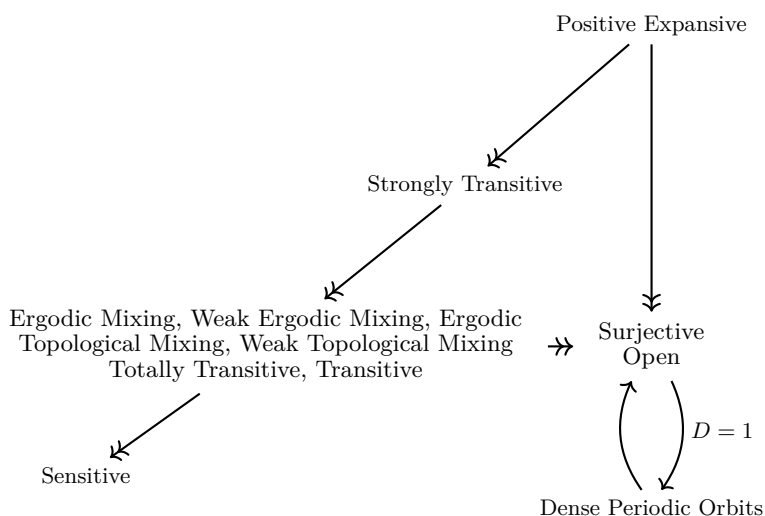 Positive Expansive
Strongly Transitive
Ergodic Mixing, Weak Ergodic Mixing, Ergodic
Topological Mixing, Weak Topological Mixing
Totally Transitive, Transitive
Surjective
Open
D = 1
Sensitive
Dense Periodic Orbits